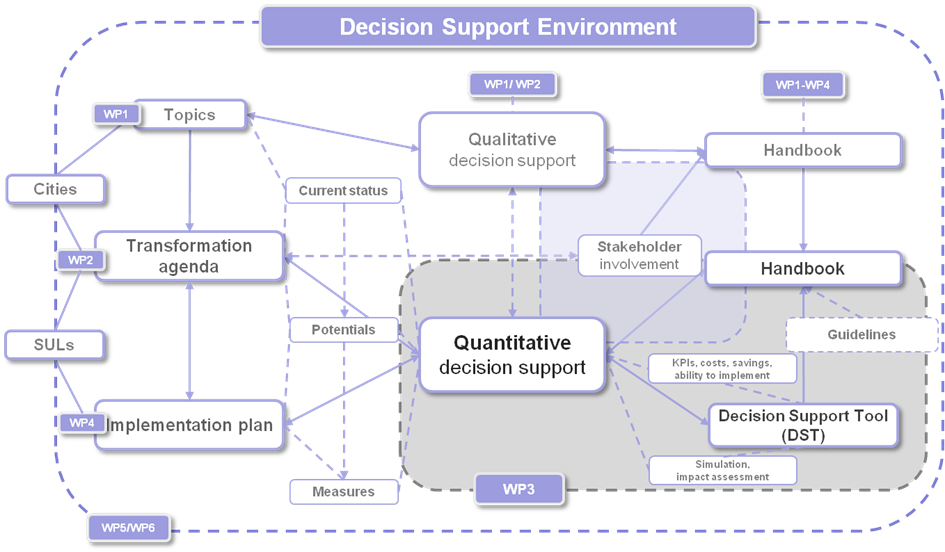 Decision Support Environment
WP1/ WP2
WP1-WP4
WP1
Topics
Qualitative
decision support
Handbook
Cities
Current status
WP2
Transformation
agenda
Stakeholder
involvement
Handbook
SULs
Potentials
Quantitative
decision support
Guidelines
KPIs, costs, savings,
ability to implement
WP4
Implementation plan
Decision Support Tool
(DST)
Simulation,
impact assessment
Measures
WP3
WP5/WP6